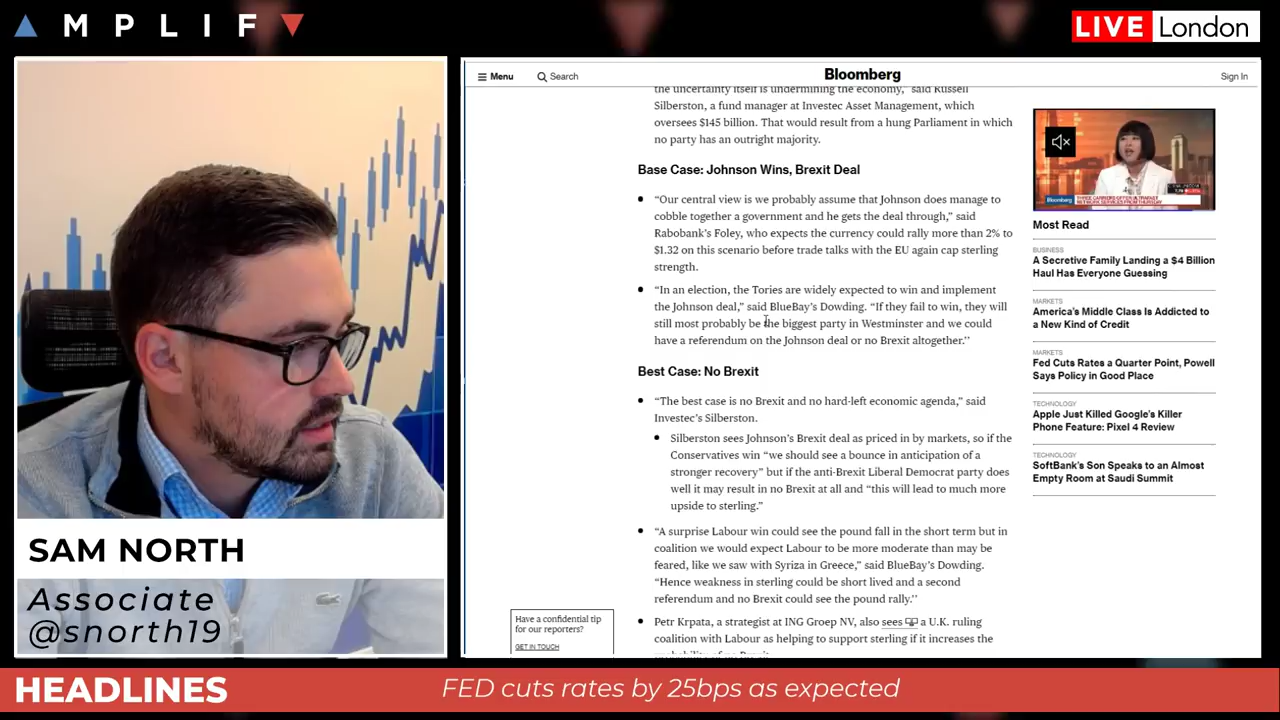 AMPLIFY
LIVE London
Menu
Search
Bloomberg
Sign In
the uncertainty itself is undermining the economy,” said Russell
Silberston, a fund manager at Investec Asset Management, which
oversees $145 billion. That would result from a hung Parliament in which
no party has an outright majority.
Base Case: Johnson Wins, Brexit Deal
“Our central view is we probably assume that Johnson does manage to
cobble together a government and he gets the deal through,” said
Rabobank’s Foley, who expects the currency could rally more than 2% to
$1.32 on this scenario before trade talks with the EU again cap sterling
strength.
“In an election, the Tories are widely expected to win and implement
the Johnson deal,” said BlueBay’s Dowding. “If they fail to win, they will
still most probably be the biggest party in Westminster and we could
have a referendum on the Johnson deal or no Brexit altogether.’’
Best Case: No Brexit
“The best case is no Brexit and no hard-left economic agenda,” said
Investec’s Silberston.
Silberston sees Johnson’s Brexit deal as priced in by markets, so if the
Conservatives win “we should see a bounce in anticipation of a
stronger recovery” but if the anti-Brexit Liberal Democrat party does
well it may result in no Brexit at all and “this will lead to much more
upside to sterling.”
“A surprise Labour win could see the pound fall in the short term but in
coalition we would expect Labour to be more moderate than may be
feared, like we saw with Syriza in Greece,” said BlueBay’s Dowding.
“Hence weakness in sterling could be short lived and a second
referendum and no Brexit could see the pound rally.’’
Petr Krpata, a strategist at ING Groep NV, also sees a U.K. ruling
coalition with Labour as helping to support sterling if it increases the
Have a confidential tip
for our reporters?
GET IN TOUCH
Bloomberg
Most Read
BUSINESS
A Secretive Family Landing a $4 Billion
Haul Has Everyone Guessing
MARKETS
America’s Middle Class Is Addicted to
a New Kind of Credit
MARKETS
Fed Cuts Rates a Quarter Point, Powell
Says Policy in Good Place
TECHNOLOGY
Apple Just Killed Google’s Killer
Phone Feature: Pixel 4 Review
TECHNOLOGY
SoftBank’s Son Speaks to an Almost
Empty Room at Saudi Summit
SAM NORTH
Associate
@snorth19
HEADLINES
FED cuts rates by 25bps as expected